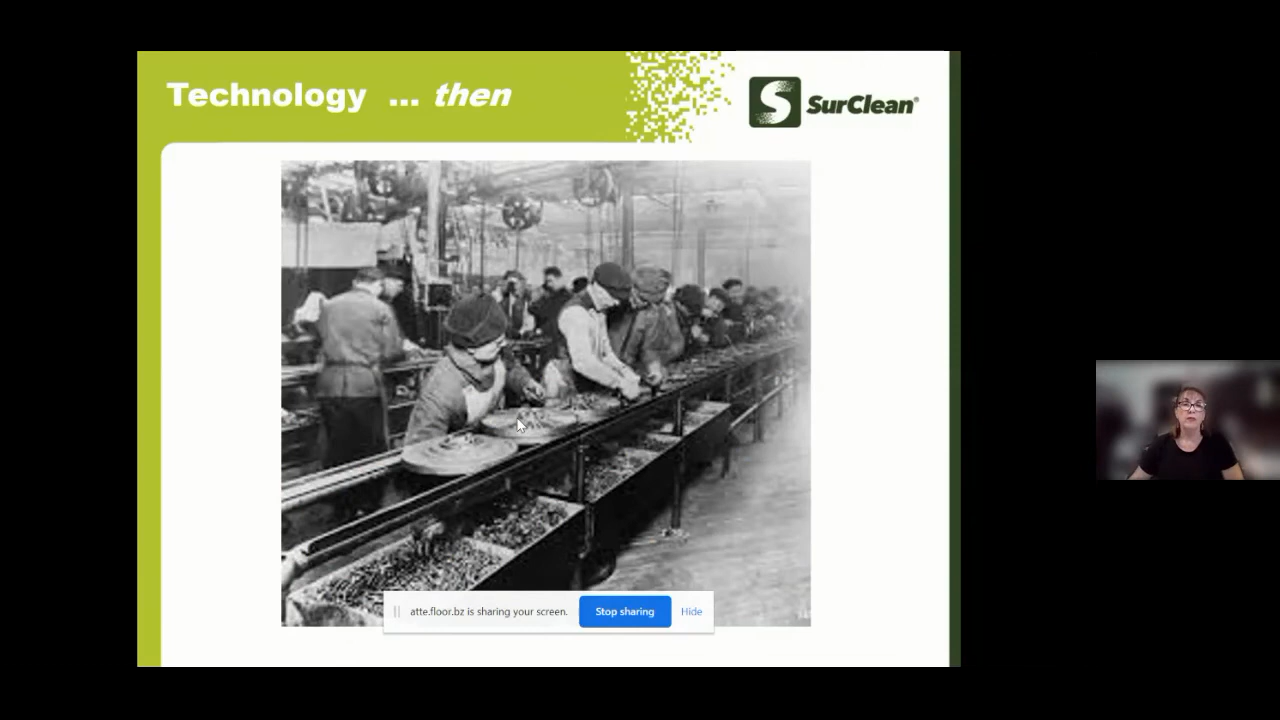 Technology ... then
SurClean®
atte.floor.bz is sharing your screen.
Stop sharing
Hide